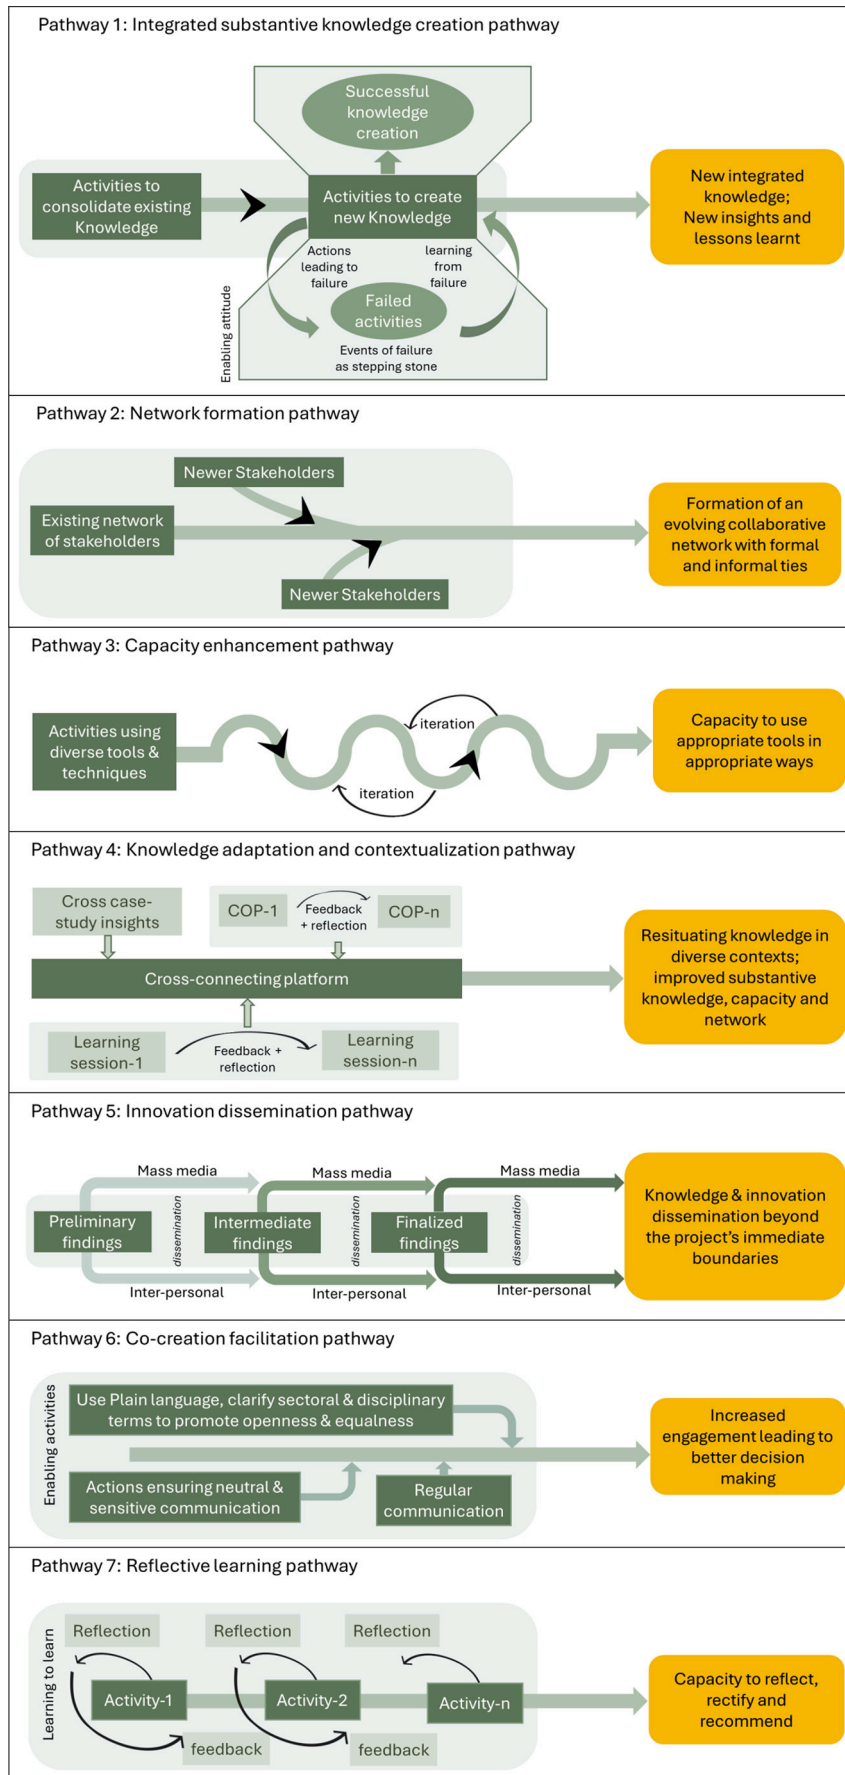 Pathway 1: Integrated substantive knowledge creation pathway
Successful
knowledge
creation
Activities to
consolidate existing
Knowledge
Activities to create
new Knowledge
New integrated
knowledge;
New insights and
lessons learnt
Actions
leading to
failure
learning
from
failure
Failed
activities
Events of failure
as stepping stone
Enabling attitude
Pathway 2: Network formation pathway
Newer Stakeholders
Existing network
of stakeholders
Newer Stakeholders
Formation of an
evolving collaborative
network with formal
and informal ties
Pathway 3: Capacity enhancement pathway
Activities using
diverse tools &
techniques
iteration
iteration
Capacity to use
appropriate tools in
appropriate ways
Pathway 4: Knowledge adaptation and contextualization pathway
Cross case-
study insights
COP-1
Feedback
+ reflection
COP-n
Cross-connecting platform
Learning
session-1
Feedback +
reflection
Learning
session-n
Resituating knowledge in
diverse contexts;
improved substantive
knowledge, capacity and
network
Pathway 5: Innovation dissemination pathway
Mass media
Mass media
Mass media
Preliminary
findings
dissemination
Intermediate
findings
dissemination
Finalized
findings
dissemination
Inter-personal
Inter-personal
Inter-personal
Knowledge & innovation
dissemination beyond
the project's immediate
boundaries
Pathway 6: Co-creation facilitation pathway
Enabling activities
Use Plain language, clarify sectoral & disciplinary
terms to promote openness & equalness
Actions ensuring neutral &
sensitive communication
Regular
communication
Increased
engagement leading to
better decision
making
Pathway 7: Reflective learning pathway
Learning to learn
Reflection
Reflection
Reflection
Activity-1
Activity-2
Activity-n
feedback
feedback
Capacity to reflect,
rectify and
recommend